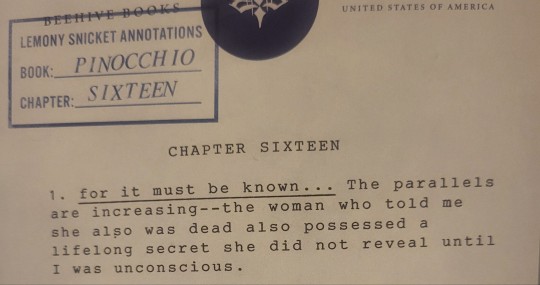 BEEHIVE BOOKS
UNITED STATES OF AMERICA
LEMONY SNICKET ANNOTATIONS
BOOK: PINOCCHIO
CHAPTER: SIXTEEN
CHAPTER SIXTEEN
1. for it must be known... The parallels
are increasing--the woman who told me
she also was dead also possessed a
lifelong secret she did not reveal until
I was unconscious.